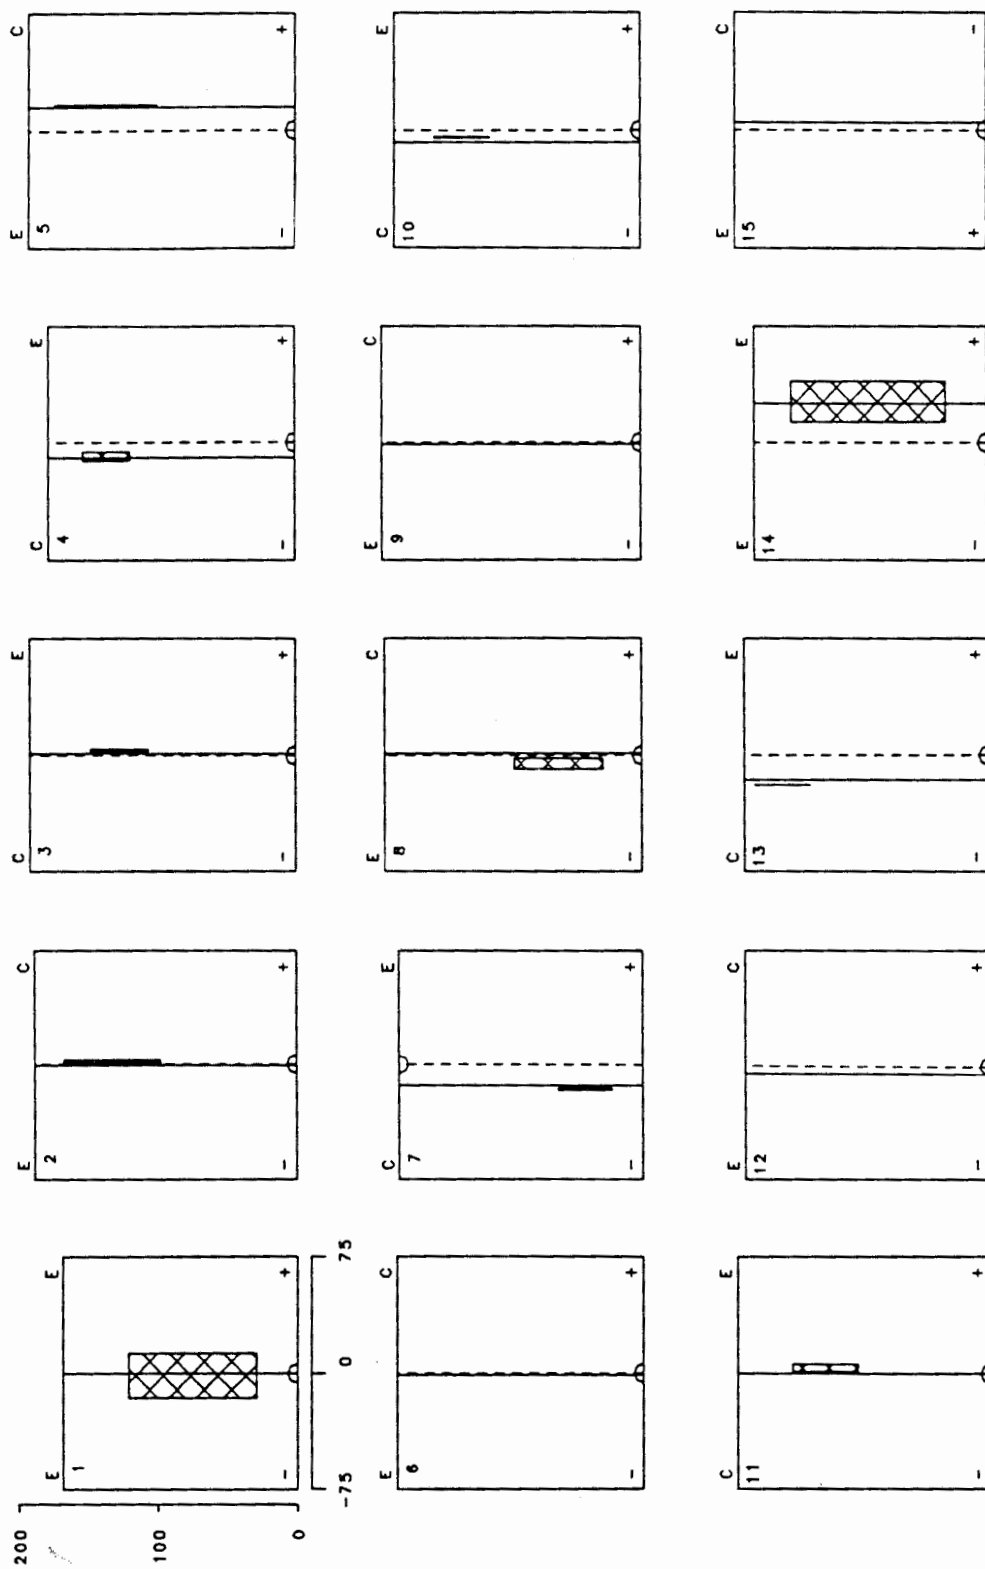 200
E E E C C E C E E C
1 2 3 4 5
100
- + - + - + - + - +
0
-75 0 75
E C C E E C E C C E
6 7 8 9 10
- + - + - + - + - +
C E E C C E E E E C
11 12 13 14 15
- + - + - + - + + -